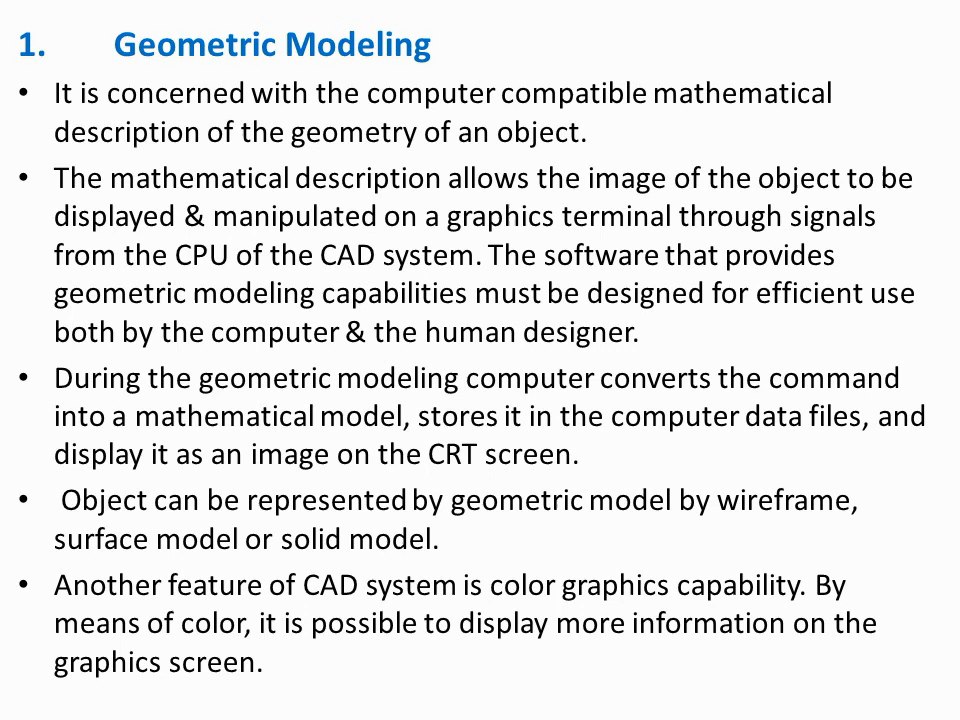 1. Geometric Modeling
• It is concerned with the computer compatible mathematical
description of the geometry of an object.
• The mathematical description allows the image of the object to be
displayed & manipulated on a graphics terminal through signals
from the CPU of the CAD system. The software that provides
geometric modeling capabilities must be designed for efficient use
both by the computer & the human designer.
• During the geometric modeling computer converts the command
into a mathematical model, stores it in the computer data files, and
display it as an image on the CRT screen.
• Object can be represented by geometric model by wireframe,
surface model or solid model.
• Another feature of CAD system is color graphics capability. By
means of color, it is possible to display more information on the
graphics screen.